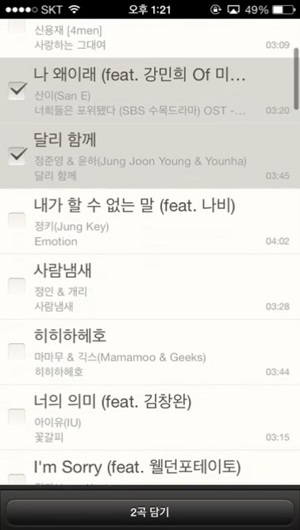 SKT 오후 1:21 49%
신용재 [4men]
사랑하는 그대여 03:09
나 왜이래 (feat. 강민희 Of 미...
산이(San E)
너희들은 포위됐다 (SBS 수목드라마) OST -... 03:20
달리 함께
정준영 & 윤하(Jung Joon Young & Younha)
달리 함께 03:45
내가 할 수 없는 말 (feat. 나비)
정키(Jung Key)
Emotion 04:02
사람냄새
정인 & 개리
사람냄새 03:28
히히하헤호
마마무 & 긱스(Mamamoo & Geeks)
히히하헤호 03:44
너의 의미 (feat. 김창완)
아이유(IU)
꽃갈피 03:15
I'm Sorry (feat. 웰던포테이토)
2곡 담기